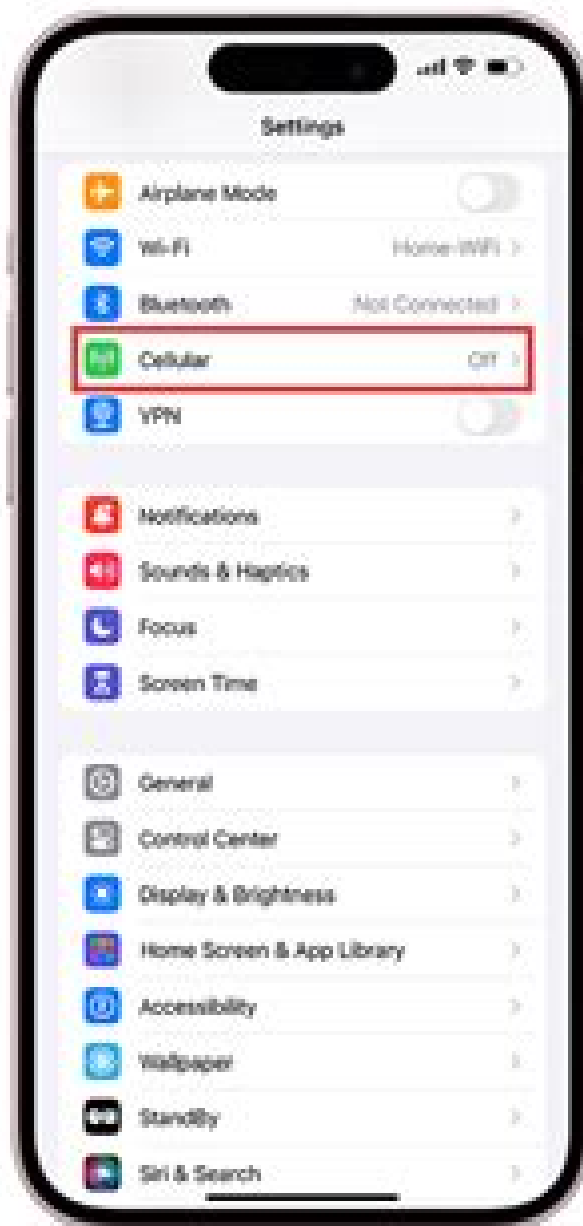 Settings
Airplane Mode
Wi-Fi Home-WiFi
Bluetooth Not Connected
Cellular Off
VPN
Notifications
Sounds & Haptics
Focus
Screen Time
General
Control Center
Display & Brightness
Home Screen & App Library
Accessibility
Wallpaper
StandBy
Siri & Search